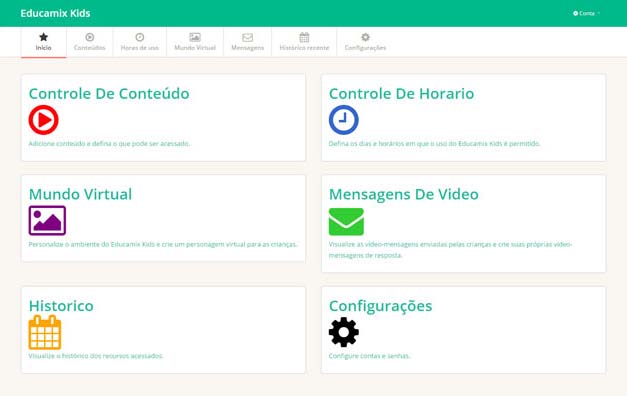 Educamix Kids
Conta
Início
Conteúdos
Horas de uso
Mundo Virtual
Mensagens
Histórico recente
Configurações
Controle De Conteúdo
Adicione conteúdo e defina o que pode ser acessado.
Controle De Horario
Defina os dias e horários em que o uso do Educamix Kids é permitido.
Mundo Virtual
Personalize o ambiente do Educamix Kids e crie um personagem virtual para as crianças.
Mensagens De Video
Visualize as vídeo-mensagens enviadas pelas crianças e crie suas próprias vídeo-
mensagens de resposta.
Historico
Visualize o histórico dos recursos acessados.
Configurações
Configure contas e senhas.